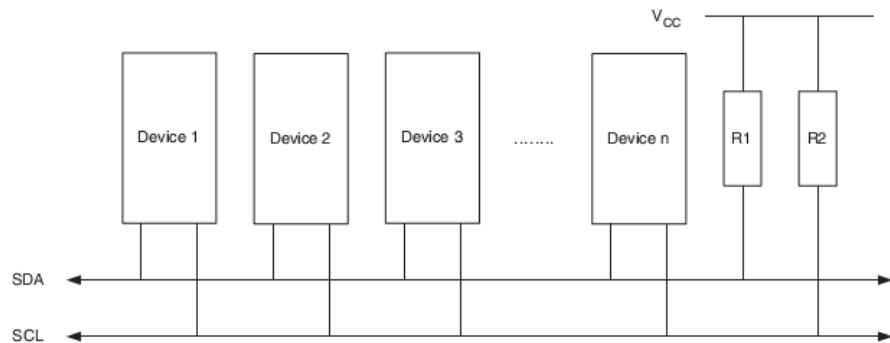 VCC
Device 1
Device 2
Device 3
........
Device n
R1
R2
SDA
SCL